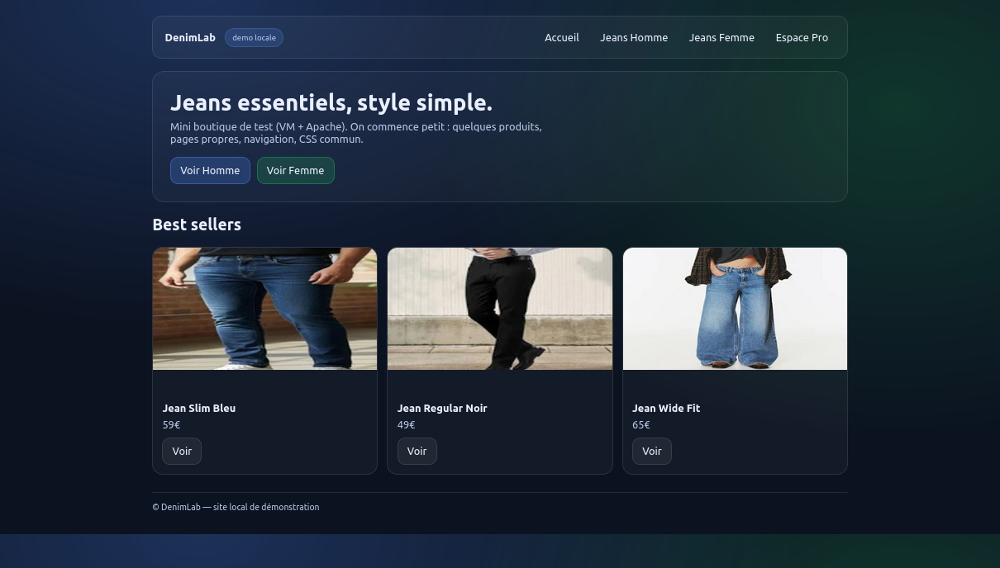 DenimLab demo locale Accueil Jeans Homme Jeans Femme Espace Pro
Jeans essentiels, style simple.
Mini boutique de test (VM + Apache). On commence petit : quelques produits,
pages propres, navigation, CSS commun.
Voir Homme Voir Femme
Best sellers
Jean Slim Bleu
59€
Voir
Jean Regular Noir
49€
Voir
Jean Wide Fit
65€
Voir
© DenimLab — site local de démonstration